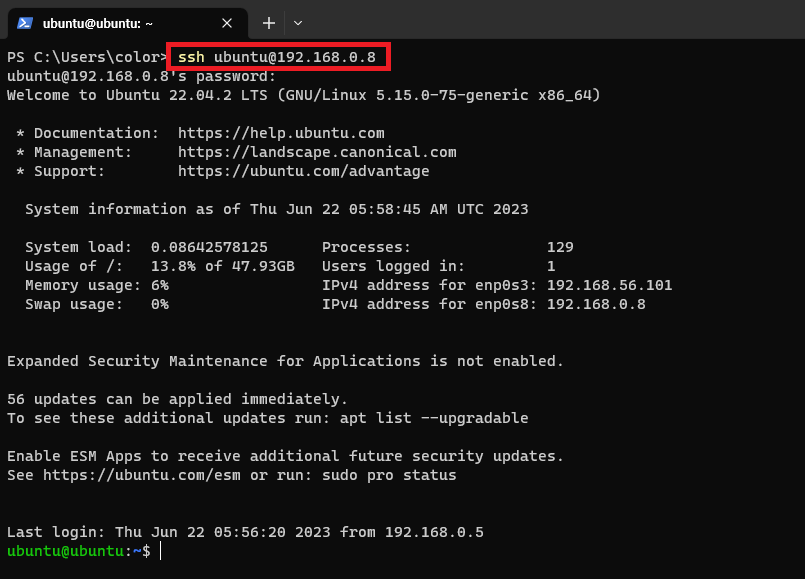 ubuntu@ubuntu: ~
PS C:\Users\color> ssh ubuntu@192.168.0.8
ubuntu@192.168.0.8's password:
Welcome to Ubuntu 22.04.2 LTS (GNU/Linux 5.15.0-75-generic x86_64)
* Documentation:  https://help.ubuntu.com
* Management:     https://landscape.canonical.com
* Support:        https://ubuntu.com/advantage
System information as of Thu Jun 22 05:58:45 AM UTC 2023
System load:  0.08642578125      Processes:               129
Usage of /:   13.8% of 47.93GB   Users logged in:         1
Memory usage: 6%                 IPv4 address for enp0s3: 192.168.56.101
Swap usage:   0%                 IPv4 address for enp0s8: 192.168.0.8
Expanded Security Maintenance for Applications is not enabled.
56 updates can be applied immediately.
To see these additional updates run: apt list --upgradable
Enable ESM Apps to receive additional future security updates.
See https://ubuntu.com/esm or run: sudo pro status
Last login: Thu Jun 22 05:56:20 2023 from 192.168.0.5
ubuntu@ubuntu:~$